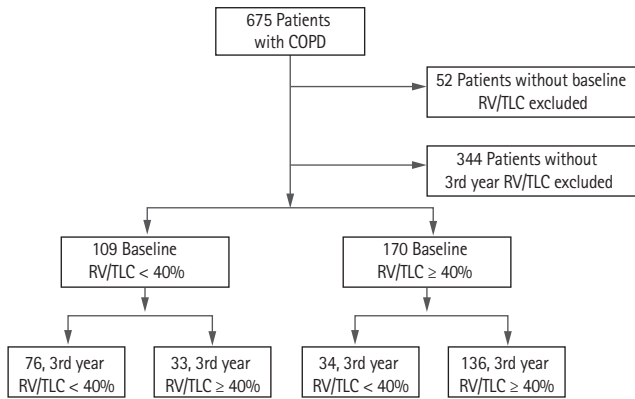 675 Patients
with COPD
52 Patients without baseline
RV/TLC excluded
344 Patients without
3rd year RV/TLC excluded
109 Baseline
RV/TLC < 40%
170 Baseline
RV/TLC ≥ 40%
76, 3rd year
RV/TLC < 40%
33, 3rd year
RV/TLC ≥ 40%
34, 3rd year
RV/TLC < 40%
136, 3rd year
RV/TLC ≥ 40%